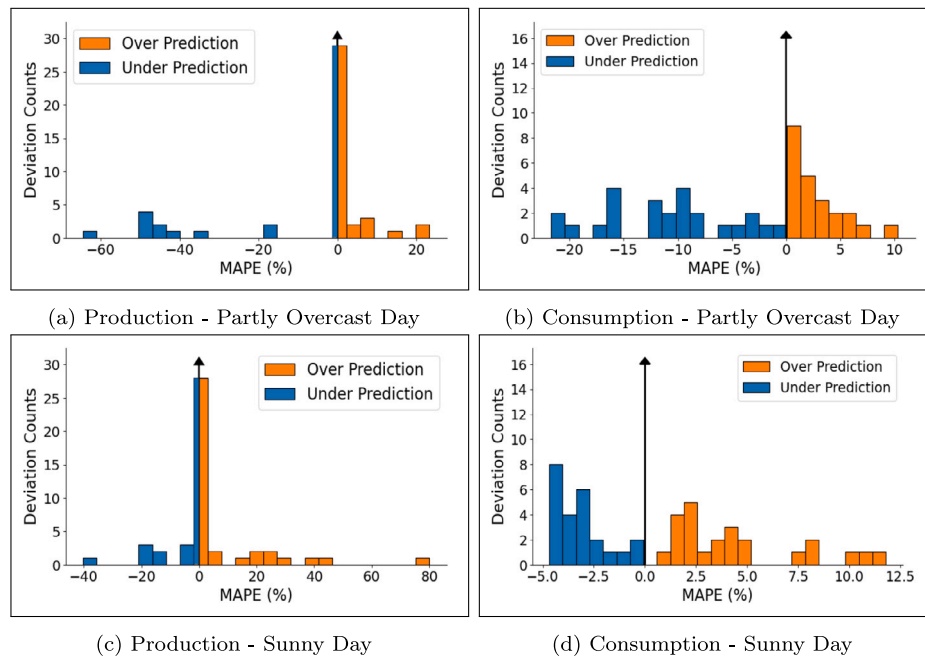 30
25
20
15
10
5
0
Deviation Counts
Over Prediction
Under Prediction
−60 −40 −20 0 20
MAPE (%)
(a) Production - Partly Overcast Day
16
14
12
10
8
6
4
2
0
Deviation Counts
Over Prediction
Under Prediction
−20 −15 −10 −5 0 5 10
MAPE (%)
(b) Consumption - Partly Overcast Day
30
25
20
15
10
5
0
Deviation Counts
Over Prediction
Under Prediction
−40 −20 0 20 40 60 80
MAPE (%)
(c) Production - Sunny Day
16
14
12
10
8
6
4
2
0
Deviation Counts
Over Prediction
Under Prediction
−5.0 −2.5 0.0 2.5 5.0 7.5 10.0 12.5
MAPE (%)
(d) Consumption - Sunny Day